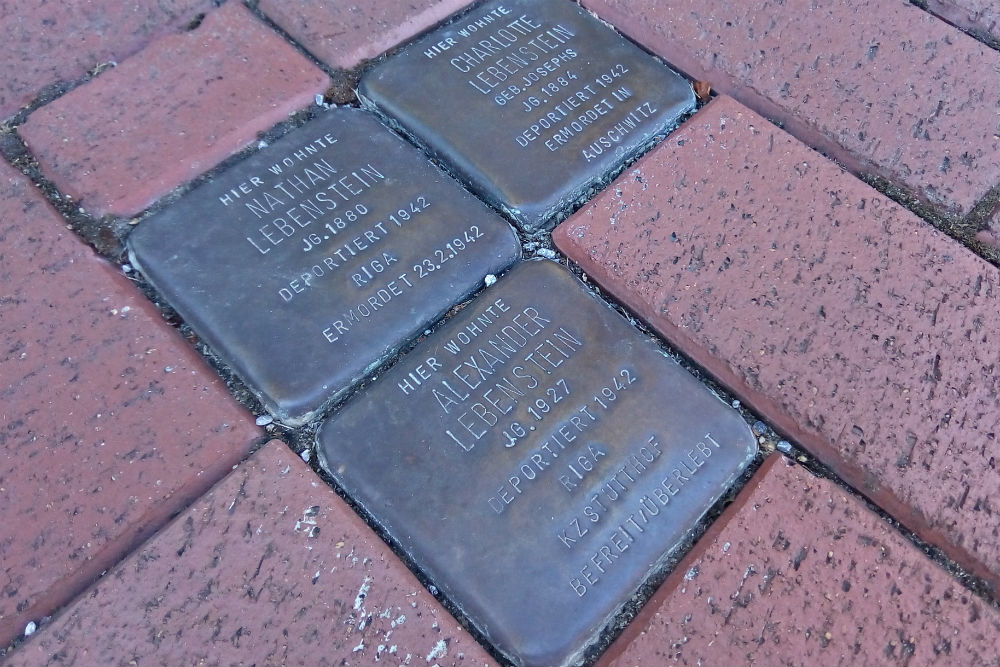 HIER WOHNTE
CHARLOTTE
LEBENSTEIN
GEB. JOSEPHS
JG. 1884
DEPORTIERT 1942
ERMORDET IN
AUSCHWITZ
HIER WOHNTE
NATHAN
LEBENSTEIN
JG. 1880
DEPORTIERT 1942
RIGA
ERMORDET 23.2.1942
HIER WOHNTE
ALEXANDER
LEBENSTEIN
JG. 1927
DEPORTIERT 1942
RIGA
KZ STUTTHOF
BEFREIT/ÜBERLEBT